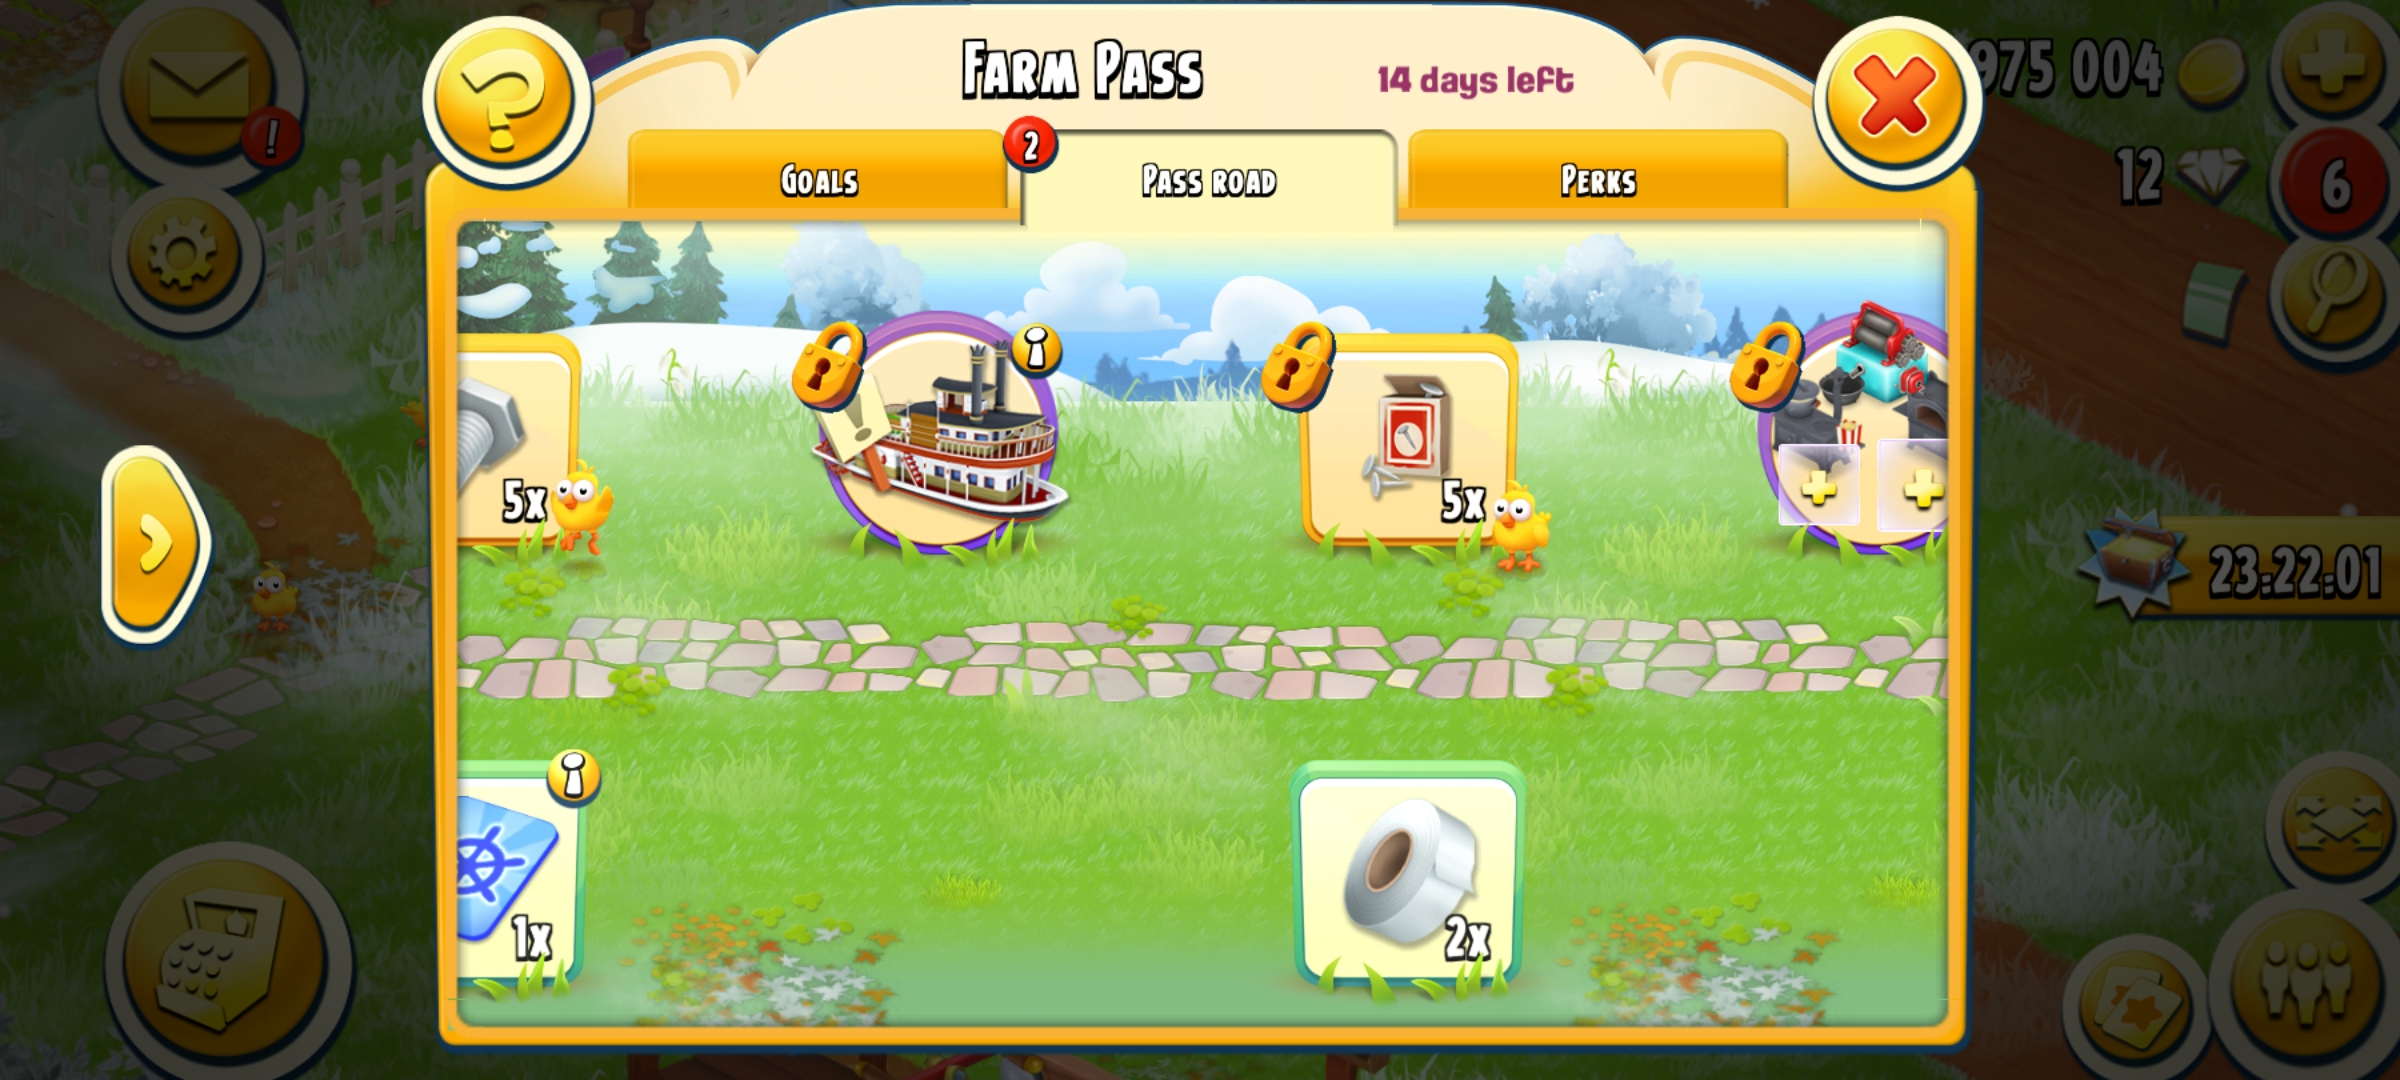 FARM PASS
14 days left
975 004
GOALS
2
PASS ROAD
PERKS
12
6
5x
5x
23:22:01
1x
2x